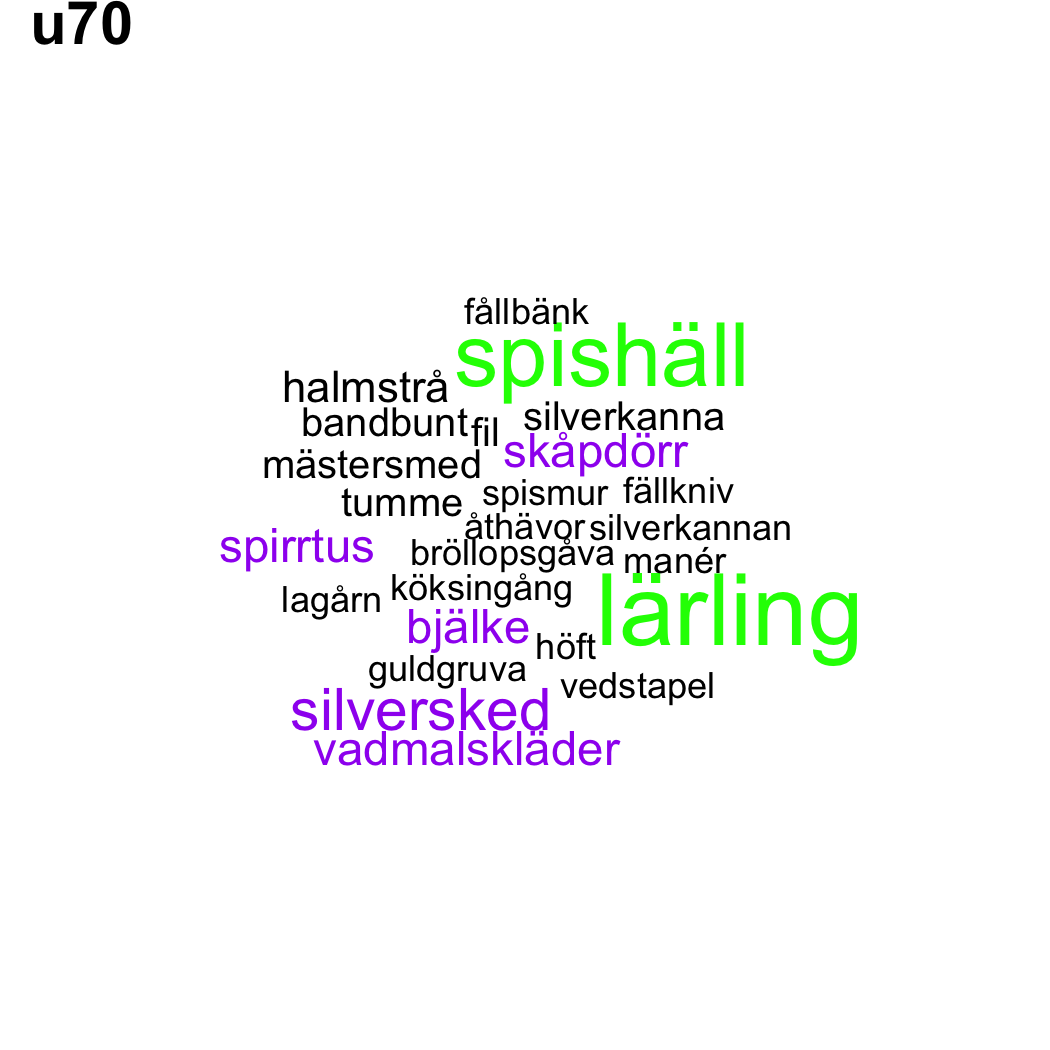 u70
fållbänk
spishäll
halmstrå
silverkanna
bandbunt
fil
skåpdörr
mästersmed
spismur
fällkniv
tumme
åthävor
silverkannan
spirrtus
bröllopsgåva
manér
köksingång
lagårn
lärling
bjälke
höft
guldgruva
vedstapel
silversked
vadmalskläder